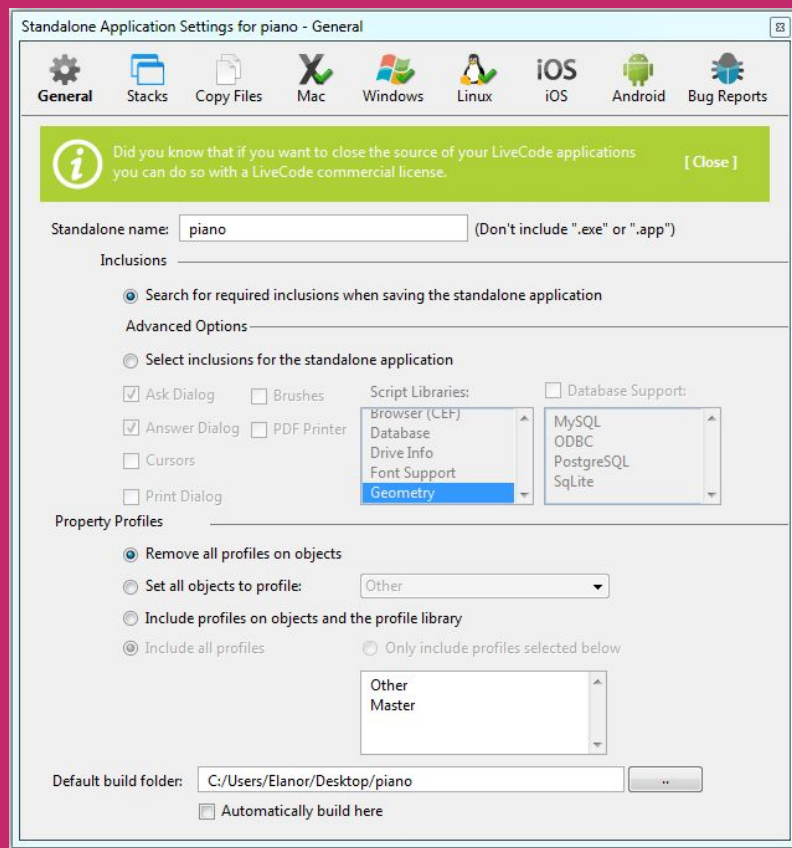 Standalone Application Settings for piano - General
General Stacks Copy Files Mac Windows Linux iOS iOS Android Bug Reports
Did you know that if you want to close the source of your LiveCode applications
you can do so with a LiveCode commercial license.
[ Close ]
Standalone name: piano (Don't include ".exe" or ".app")
Inclusions
Search for required inclusions when saving the standalone application
Advanced Options
Select inclusions for the standalone application
Ask Dialog Brushes Script Libraries: Database Support:
Browser (CEF)
Answer Dialog PDF Printer Database MySQL
Cursors Drive Info ODBC
Font Support PostgreSQL
Print Dialog Geometry SqLite
Property Profiles
Remove all profiles on objects
Set all objects to profile: Other
Include profiles on objects and the profile library
Include all profiles Only include profiles selected below
Other
Master
Default build folder: C:/Users/Elanor/Desktop/piano ..
Automatically build here